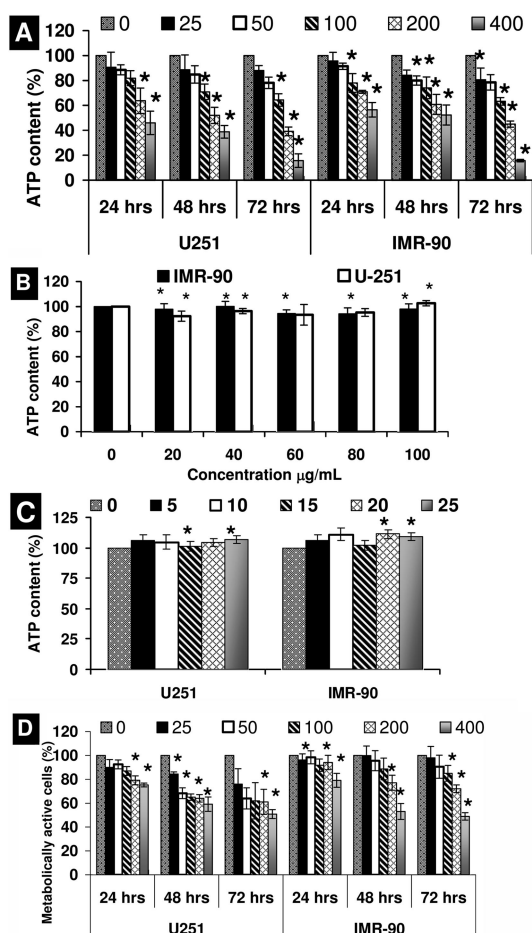 A
0 25 50 100 200 400
ATP content (%)
120
100
80
60
40
20
0
* * * * * * * * * * * * * * * * *
24 hrs 48 hrs 72 hrs 24 hrs 48 hrs 72 hrs
U251 IMR-90
B
IMR-90 U-251
ATP content (%)
120
100
80
60
40
20
0
* * * * * * * *
0 20 40 60 80 100
Concentration µg/mL
C
0 5 10 15 20 25
ATP content (%)
125
100
75
50
25
0
* * * *
U251 IMR-90
D
0 25 50 100 200 400
Metabolically active cells (%)
120
100
80
60
40
20
0
* * * * * * * * * * * * * * * * *
24 hrs 48 hrs 72 hrs 24 hrs 48 hrs 72 hrs
U251 IMR-90